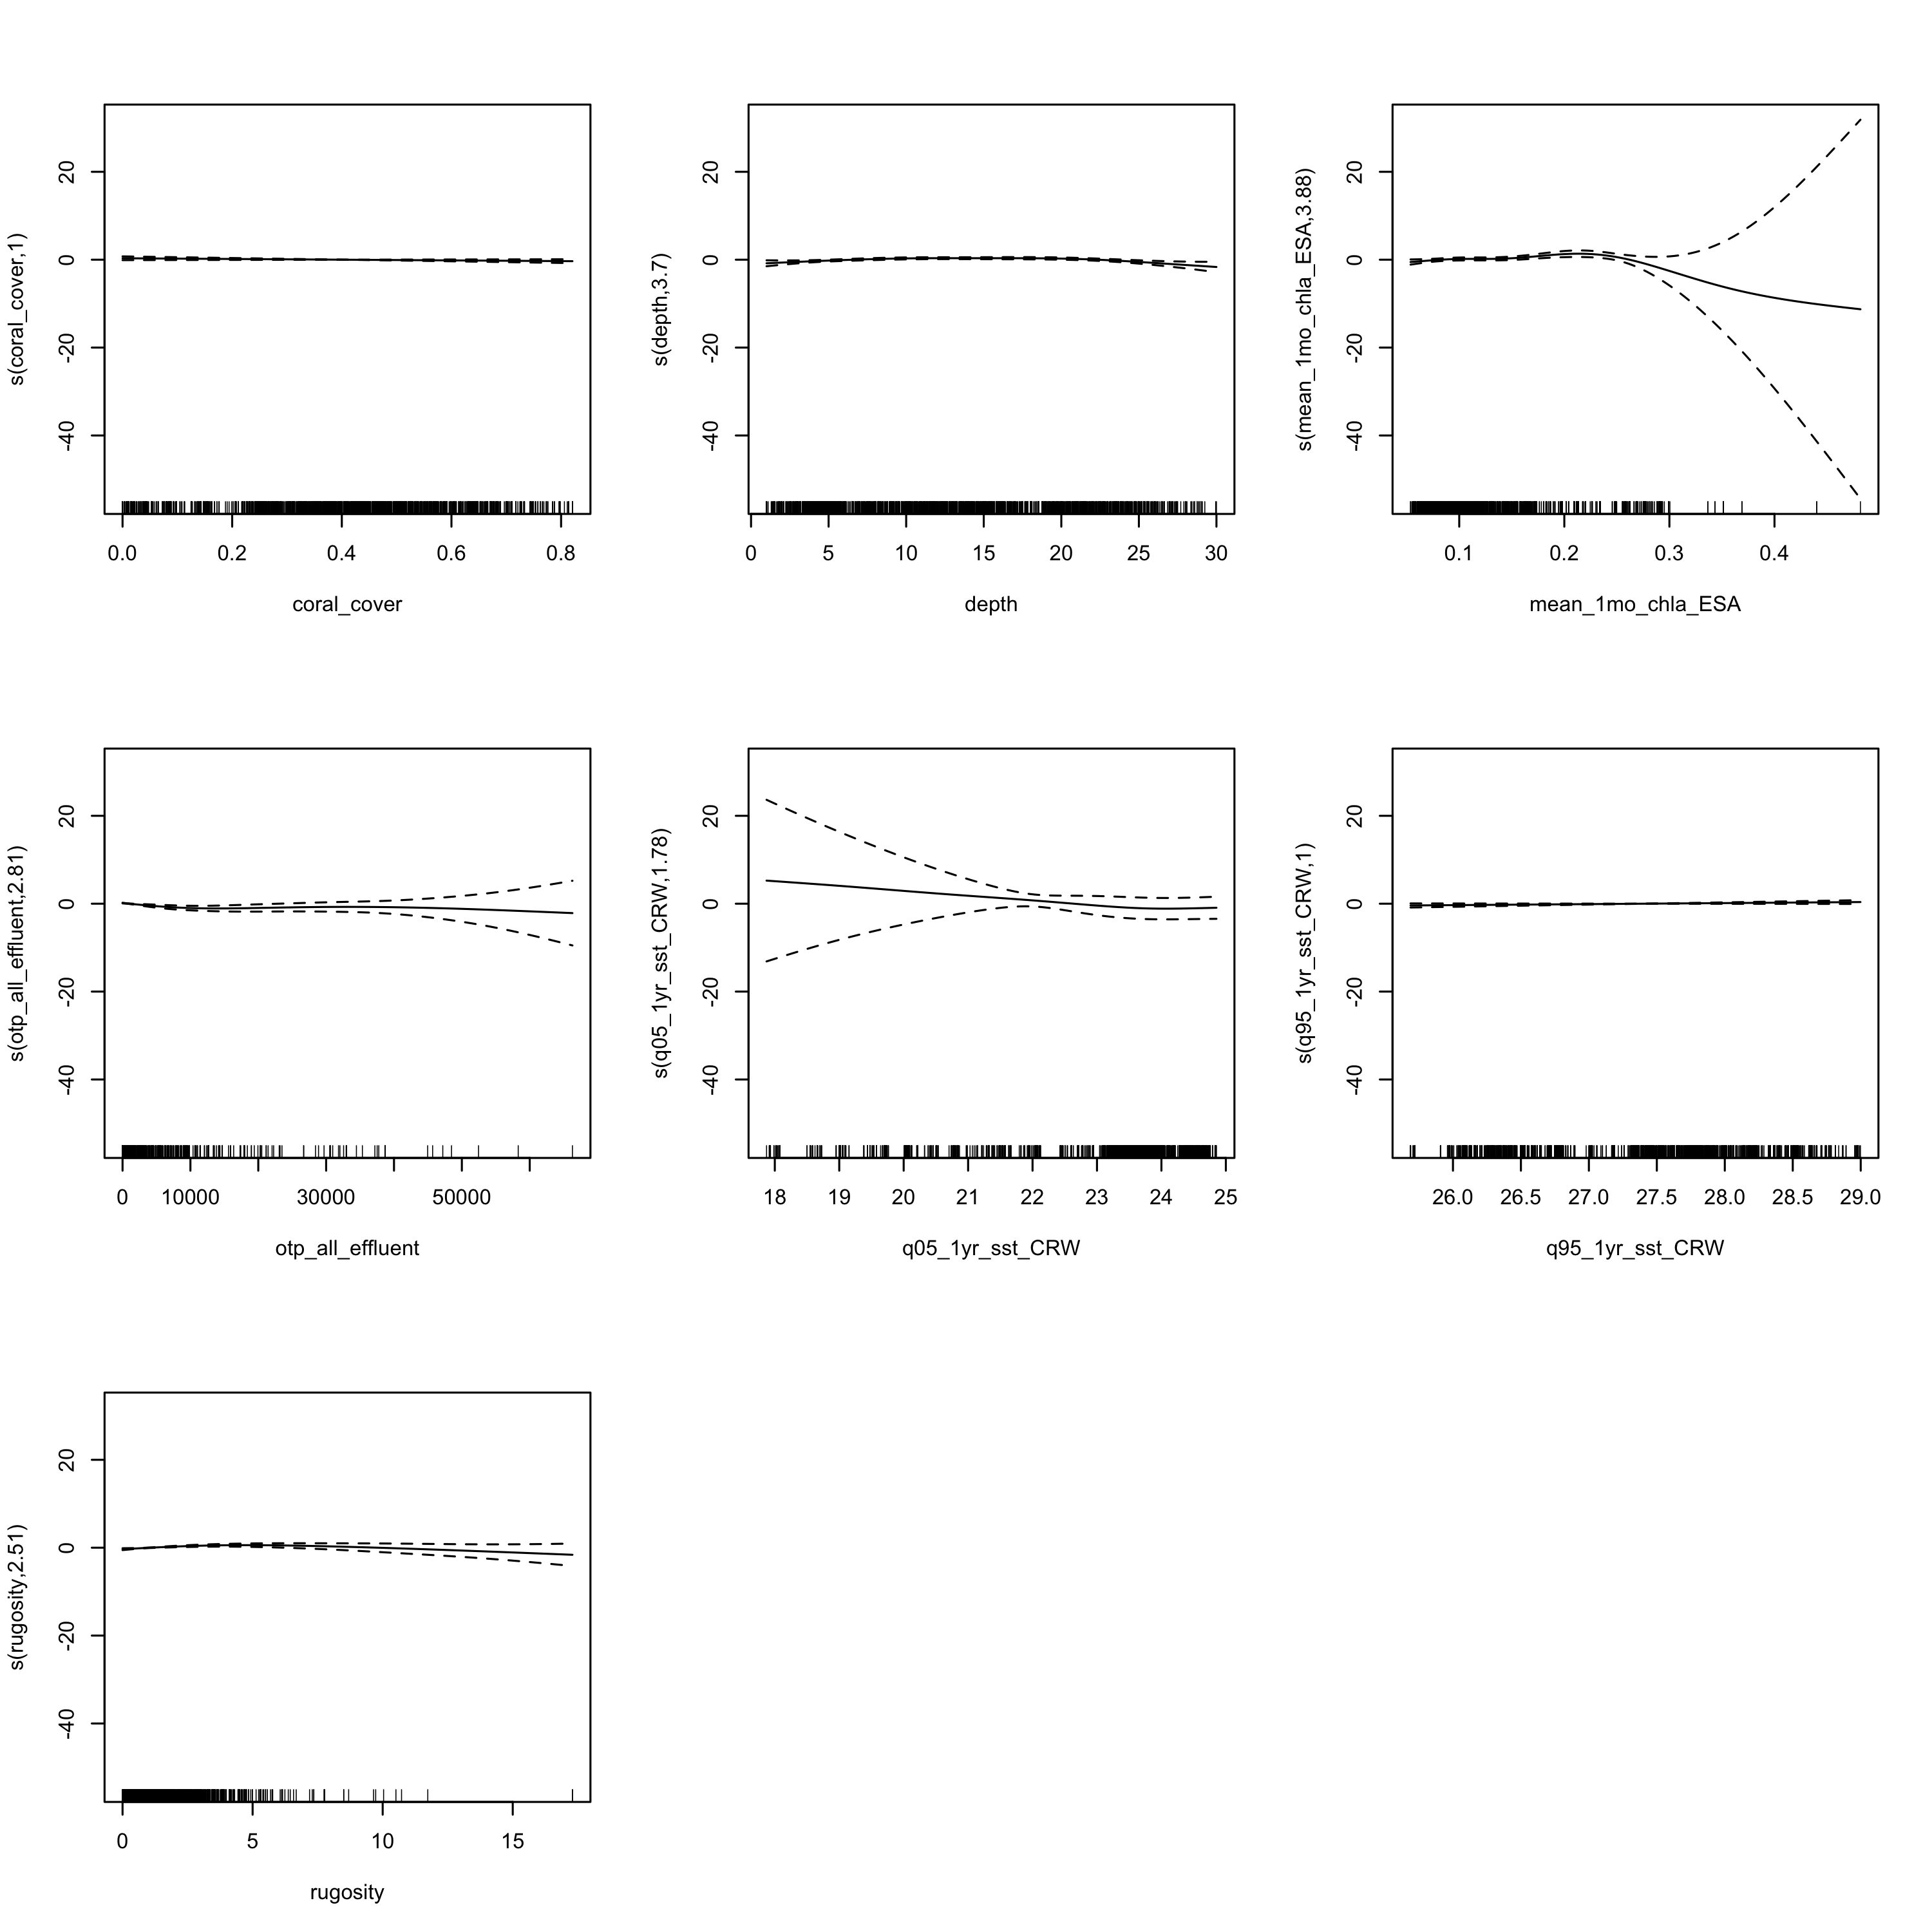 s(coral_cover,1)
20
0
-20
-40
0.0 0.2 0.4 0.6 0.8
coral_cover
s(depth,3.7)
20
0
-20
-40
0 5 10 15 20 25 30
depth
s(mean_1mo_chla_ESA,3.88)
20
0
-20
-40
0.1 0.2 0.3 0.4
mean_1mo_chla_ESA
s(otp_all_effluent,2.81)
20
0
-20
-40
0 10000 30000 50000
otp_all_effluent
s(q05_1yr_sst_CRW,1.78)
20
0
-20
-40
18 19 20 21 22 23 24 25
q05_1yr_sst_CRW
s(q95_1yr_sst_CRW,1)
20
0
-20
-40
26.0 26.5 27.0 27.5 28.0 28.5 29.0
q95_1yr_sst_CRW
s(rugosity,2.51)
20
0
-20
-40
0 5 10 15
rugosity